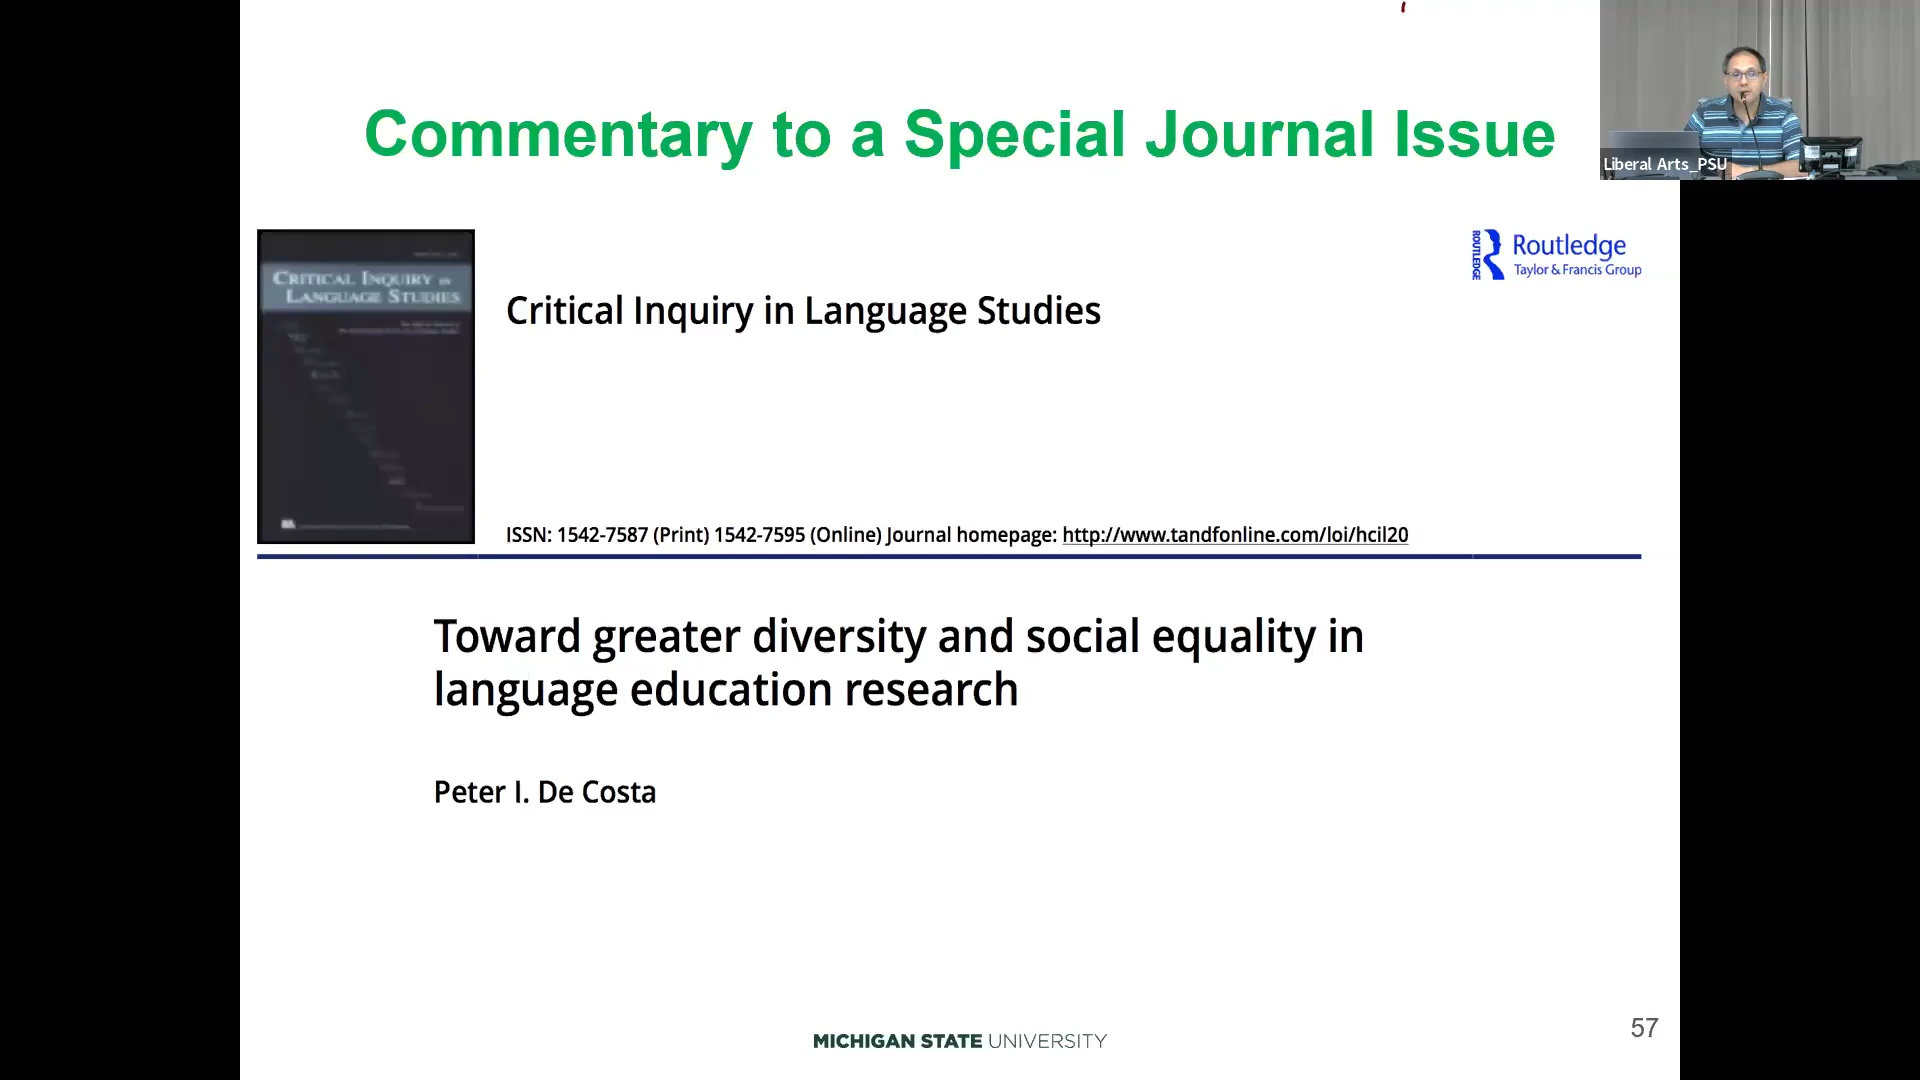 Commentary to a Special Journal Issue
Liberal Arts_PSU
CRITICAL INQUIRY IN
LANGUAGE STUDIES
ROUTLEDGE
Routledge
Taylor & Francis Group
Critical Inquiry in Language Studies
ISSN: 1542-7587 (Print) 1542-7595 (Online) Journal homepage: http://www.tandfonline.com/loi/hcil20
Toward greater diversity and social equality in
language education research
Peter I. De Costa
MICHIGAN STATE UNIVERSITY
57